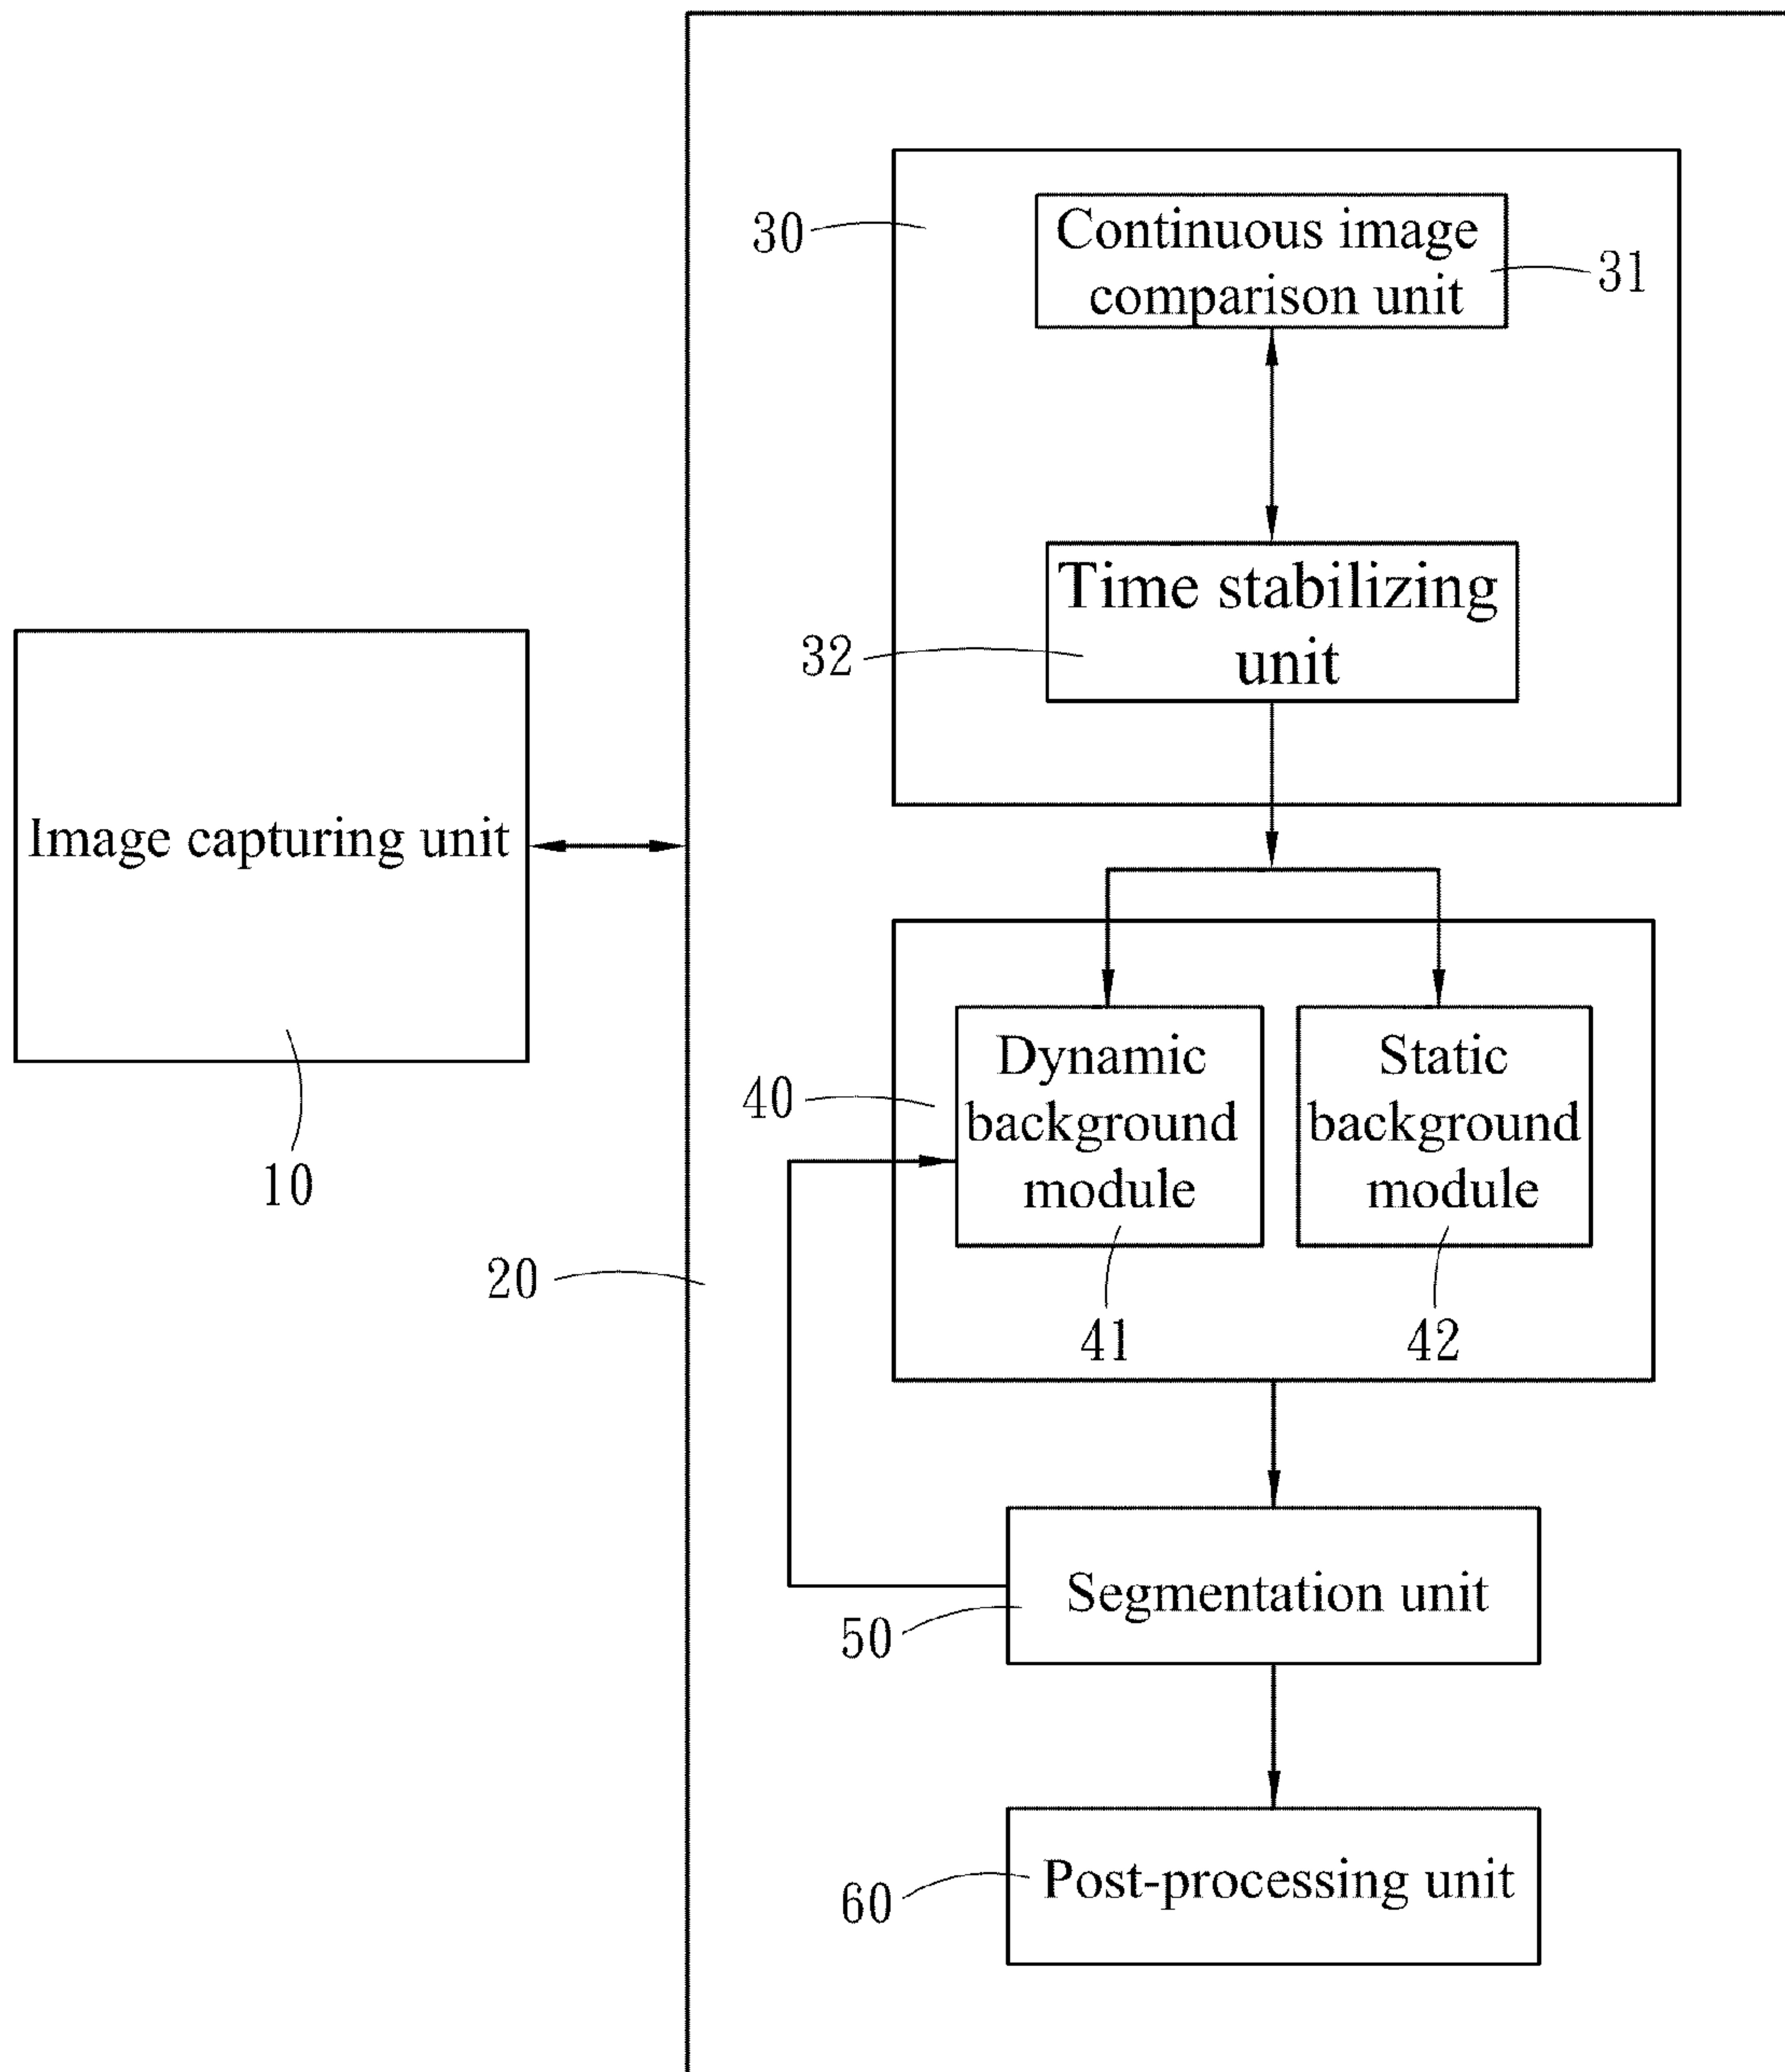 30
Continuous image
comparison unit
31
Time stabilizing
unit
32
Image capturing unit
10
20
40
Dynamic
background
module
41
Static
background
module
42
Segmentation unit
50
Post-processing unit
60